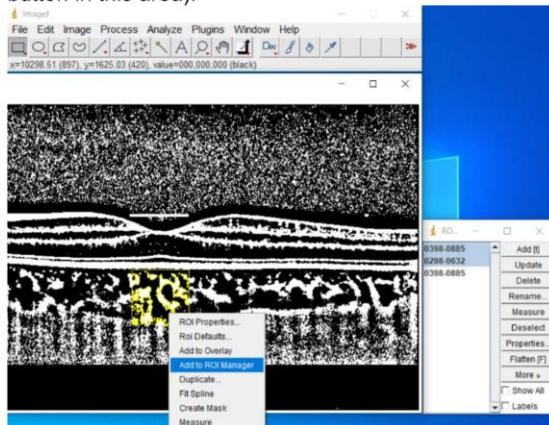 button in this area).
ImageJ
File Edit Image Process Analyze Plugins Window Help
A Dev
x=10298.51 (897), y=1625.03 (420), value=000,000,000 (black)
ROI Properties...
Roi Defaults...
Add to Overlay
Add to ROI Manager
Duplicate...
Fit Spline
Create Mask
Measure
RO...
0398-0885
0298-0632
0398-0885
Add [t]
Update
Delete
Rename...
Measure
Deselect
Properties...
Flatten [F]
More »
Show All
Labels